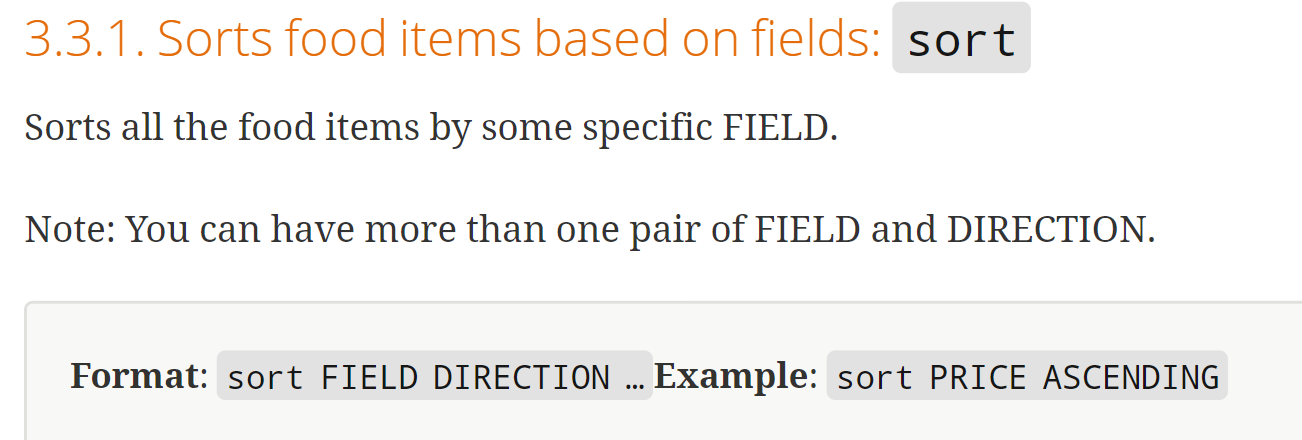 3.3.1. Sorts food items based on fields: sort
Sorts all the food items by some specific FIELD.
Note: You can have more than one pair of FIELD and DIRECTION.
Format: sort FIELD DIRECTION … Example: sort PRICE ASCENDING